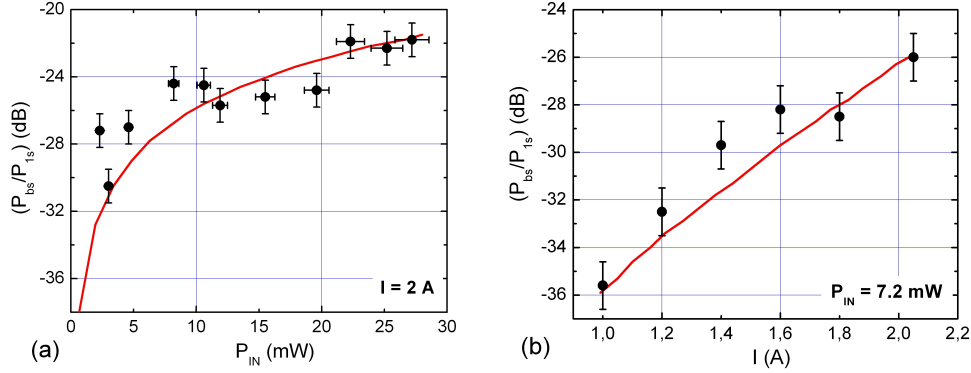 (P_bs/P_1s) (dB)
-20
-24
-28
-32
-36
0 5 10 15 20 25 30
P_IN (mW)
I = 2 A
(a)
(P_bs/P_1s) (dB)
-24
-26
-28
-30
-32
-34
-36
1,0 1,2 1,4 1,6 1,8 2,0 2,2
I (A)
P_IN = 7.2 mW
(b)